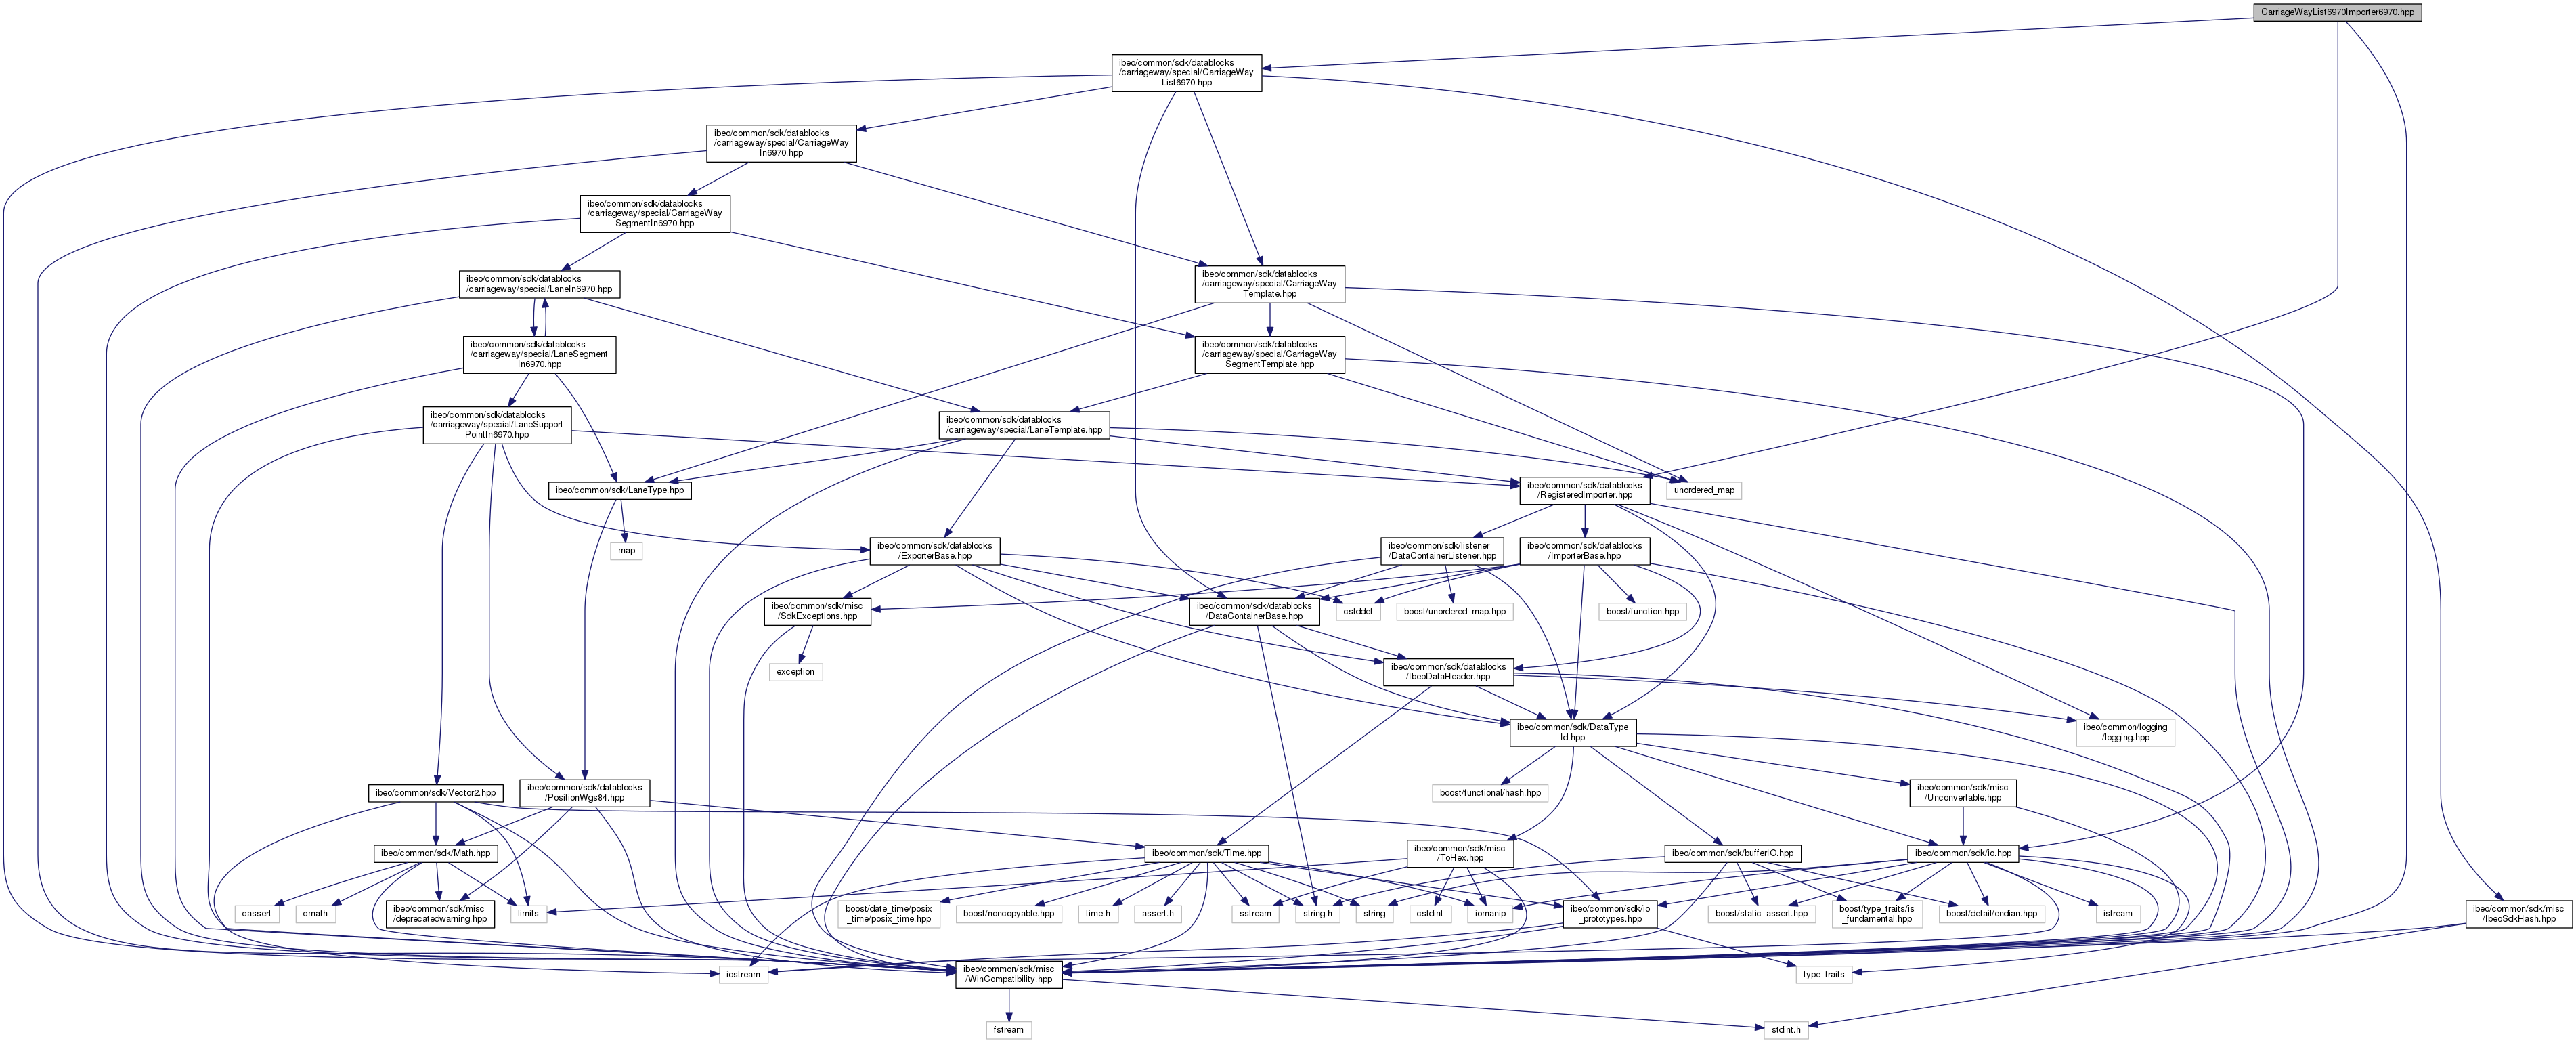 CarriageWayList6970Importer6970.hpp
ibeo/common/sdk/datablocks
/carriageway/special/CarriageWay
List6970.hpp
ibeo/common/sdk/datablocks
/carriageway/special/CarriageWay
In6970.hpp
ibeo/common/sdk/datablocks
/carriageway/special/CarriageWay
SegmentIn6970.hpp
ibeo/common/sdk/datablocks
/carriageway/special/LaneIn6970.hpp
ibeo/common/sdk/datablocks
/carriageway/special/CarriageWay
Template.hpp
ibeo/common/sdk/datablocks
/carriageway/special/LaneSegment
In6970.hpp
ibeo/common/sdk/datablocks
/carriageway/special/CarriageWay
SegmentTemplate.hpp
ibeo/common/sdk/datablocks
/carriageway/special/LaneSupport
PointIn6970.hpp
ibeo/common/sdk/datablocks
/carriageway/special/LaneTemplate.hpp
ibeo/common/sdk/LaneType.hpp
ibeo/common/sdk/datablocks
/RegisteredImporter.hpp
unordered_map
map
ibeo/common/sdk/datablocks
/ExporterBase.hpp
ibeo/common/sdk/listener
/DataContainerListener.hpp
ibeo/common/sdk/datablocks
/ImporterBase.hpp
ibeo/common/sdk/misc
/SdkExceptions.hpp
ibeo/common/sdk/datablocks
/DataContainerBase.hpp
cstddef
boost/unordered_map.hpp
boost/function.hpp
exception
ibeo/common/sdk/datablocks
/IbeoDataHeader.hpp
ibeo/common/sdk/DataType
Id.hpp
ibeo/common/logging
/logging.hpp
ibeo/common/sdk/Vector2.hpp
ibeo/common/sdk/datablocks
/PositionWgs84.hpp
boost/functional/hash.hpp
ibeo/common/sdk/misc
/Unconvertable.hpp
ibeo/common/sdk/Math.hpp
ibeo/common/sdk/Time.hpp
ibeo/common/sdk/misc
/ToHex.hpp
ibeo/common/sdk/bufferIO.hpp
ibeo/common/sdk/io.hpp
cassert
cmath
ibeo/common/sdk/misc
/deprecatedwarning.hpp
limits
boost/date_time/posix
_time/posix_time.hpp
boost/noncopyable.hpp
time.h
assert.h
sstream
string.h
string
cstdint
iomanip
ibeo/common/sdk/io
_prototypes.hpp
boost/static_assert.hpp
boost/type_traits/is
_fundamental.hpp
boost/detail/endian.hpp
istream
ibeo/common/sdk/misc
/IbeoSdkHash.hpp
iostream
ibeo/common/sdk/misc
/WinCompatibility.hpp
type_traits
fstream
stdint.h